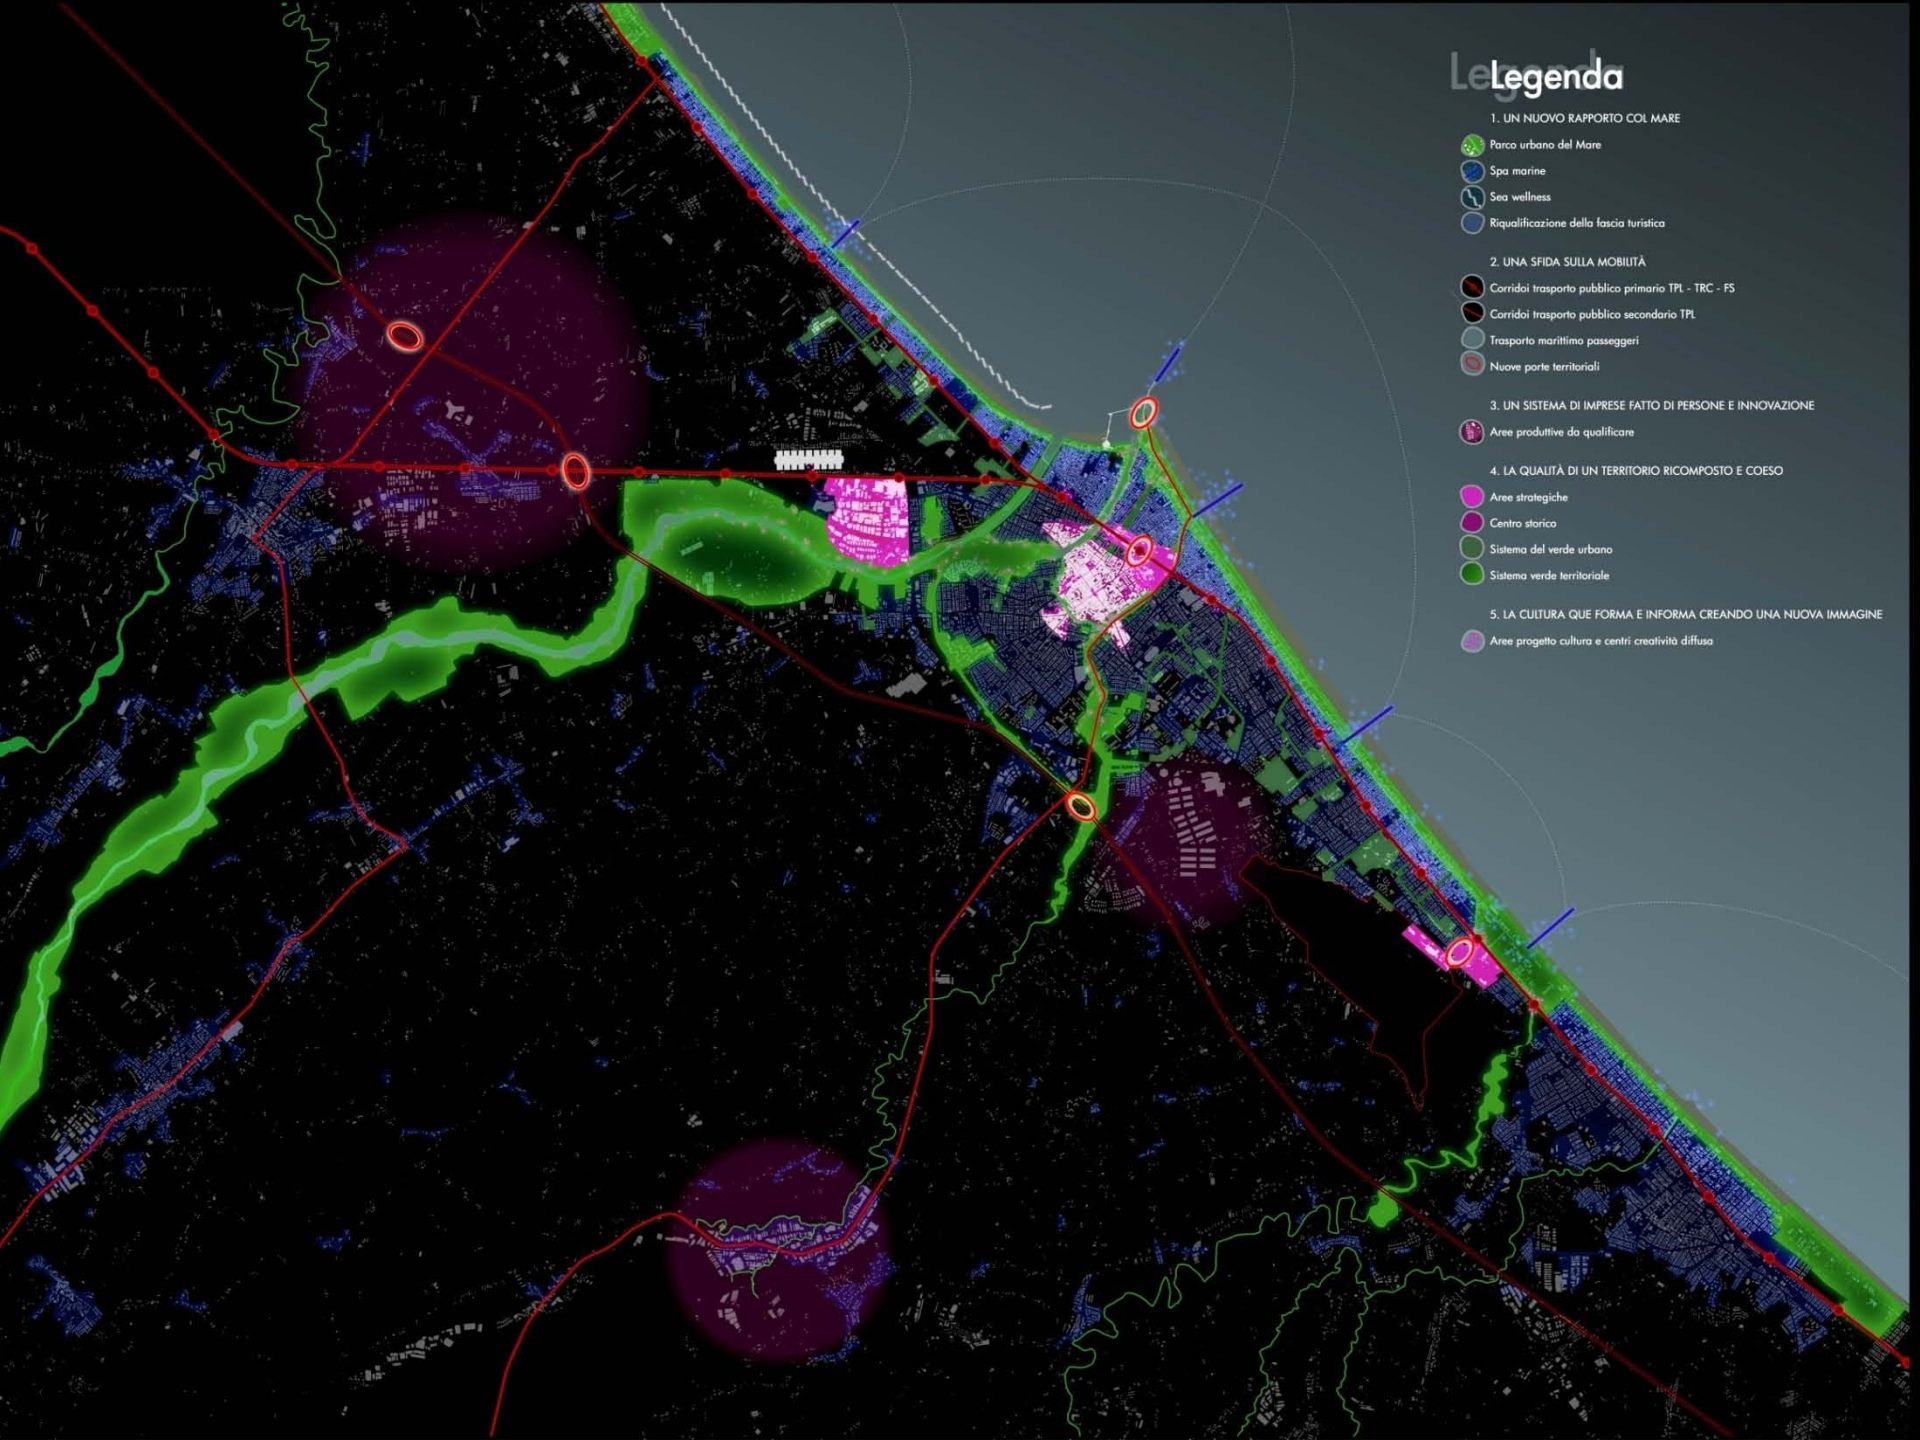 Legenda
1. UN NUOVO RAPPORTO COL MARE
Parco urbano del Mare
Spa marine
Sea wellness
Riqualificazione della fascia turistica
2. UNA SFIDA SULLA MOBILITÀ
Corridoi trasporto pubblico primario TPL - TRC - FS
Corridoi trasporto pubblico secondario TPL
Trasporto marittimo passeggeri
Nuove porte territoriali
3. UN SISTEMA DI IMPRESE FATTO DI PERSONE E INNOVAZIONE
Aree produttive da qualificare
4. LA QUALITÀ DI UN TERRITORIO RICOMPOSTO E COESO
Aree strategiche
Centro storico
Sistema del verde urbano
Sistema verde territoriale
5. LA CULTURA QUE FORMA E INFORMA CREANDO UNA NUOVA IMMAGINE
Aree progetto cultura e centri creatività diffusa